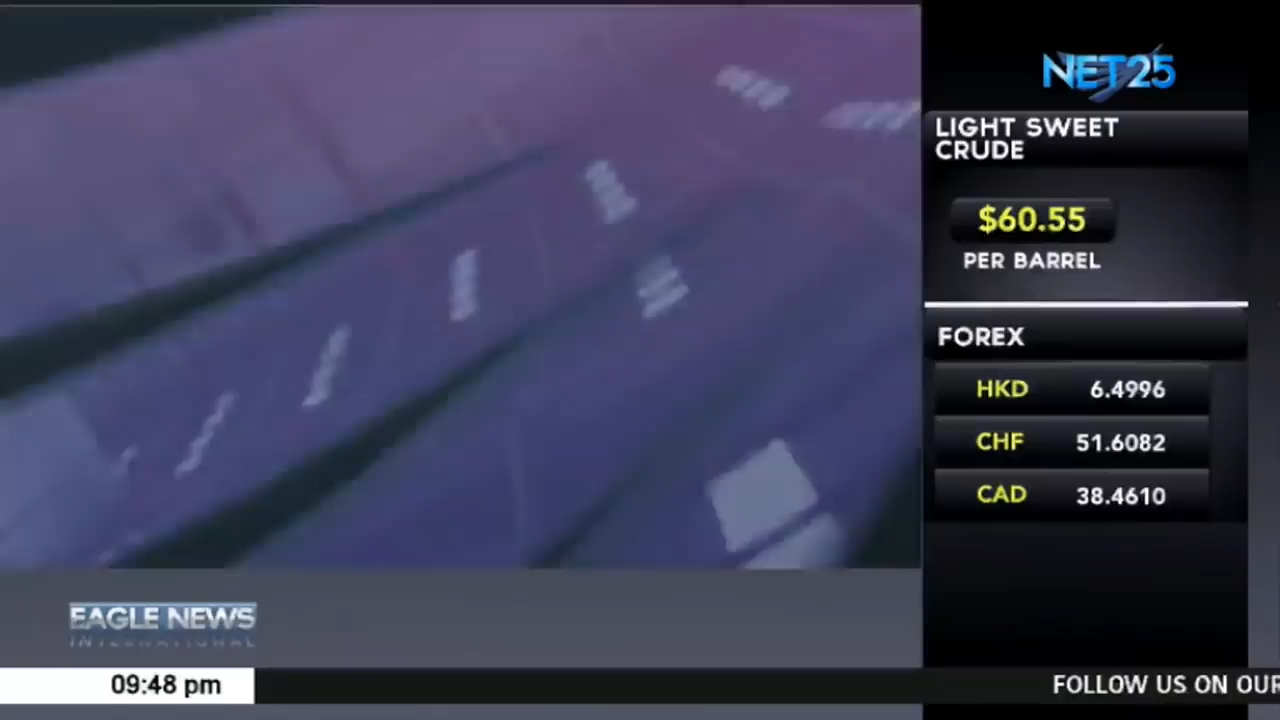 NET25
LIGHT SWEET
CRUDE
$60.55
PER BARREL
FOREX
HKD 6.4996
CHF 51.6082
CAD 38.4610
EAGLE NEWS
INTERNATIONAL
09:48 pm
FOLLOW US ON OUR